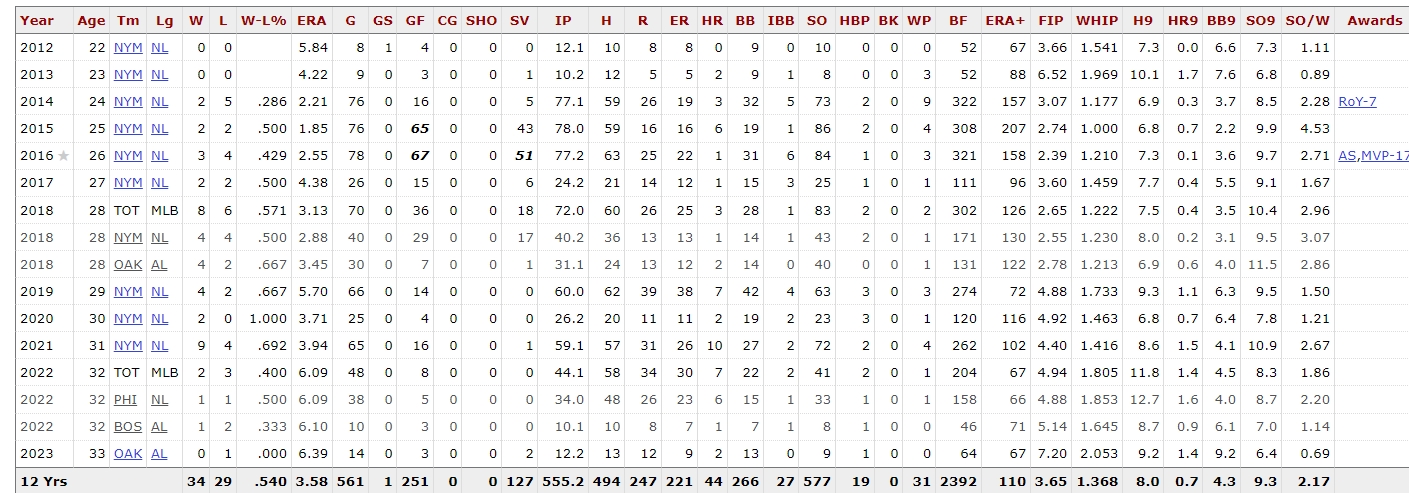 Year Age Tm Lg W L W-L% ERA G GS GF CG SHO SV IP H R ER HR BB IBB SO HBP BK WP BF ERA+ FIP WHIP H9 HR9 BB9 SO9 SO/W Awards
2012 22 NYM NL 0 0 5.84 8 1 4 0 0 0 12.1 10 8 8 0 9 0 10 0 0 0 52 67 3.66 1.541 7.3 0.0 6.6 7.3 1.11
2013 23 NYM NL 0 0 4.22 9 0 3 0 0 1 10.2 12 5 5 2 9 1 8 0 0 3 52 88 6.52 1.969 10.1 1.7 7.6 6.8 0.89
2014 24 NYM NL 2 5 .286 2.21 76 0 16 0 0 5 77.1 59 26 19 3 32 5 73 2 0 9 322 157 3.07 1.177 6.9 0.3 3.7 8.5 2.28 RoY-7
2015 25 NYM NL 2 2 .500 1.85 76 0 65 0 0 43 78.0 59 16 16 6 19 1 86 2 0 4 308 207 2.74 1.000 6.8 0.7 2.2 9.9 4.53
2016 ★ 26 NYM NL 3 4 .429 2.55 78 0 67 0 0 51 77.2 63 25 22 1 31 6 84 1 0 3 321 158 2.39 1.210 7.3 0.1 3.6 9.7 2.71 AS,MVP-17
2017 27 NYM NL 2 2 .500 4.38 26 0 15 0 0 6 24.2 21 14 12 1 15 3 25 1 0 1 111 96 3.60 1.459 7.7 0.4 5.5 9.1 1.67
2018 28 TOT MLB 8 6 .571 3.13 70 0 36 0 0 18 72.0 60 26 25 3 28 1 83 2 0 2 302 126 2.65 1.222 7.5 0.4 3.5 10.4 2.96
2018 28 NYM NL 4 4 .500 2.88 40 0 29 0 0 17 40.2 36 13 13 1 14 1 43 2 0 1 171 130 2.55 1.230 8.0 0.2 3.1 9.5 3.07
2018 28 OAK AL 4 2 .667 3.45 30 0 7 0 0 1 31.1 24 13 12 2 14 0 40 0 0 1 131 122 2.78 1.213 6.9 0.6 4.0 11.5 2.86
2019 29 NYM NL 4 2 .667 5.70 66 0 14 0 0 0 60.0 62 39 38 7 42 4 63 3 0 3 274 72 4.88 1.733 9.3 1.1 6.3 9.5 1.50
2020 30 NYM NL 2 0 1.000 3.71 25 0 4 0 0 0 26.2 20 11 11 2 19 2 23 3 0 1 120 116 4.92 1.463 6.8 0.7 6.4 7.8 1.21
2021 31 NYM NL 9 4 .692 3.94 65 0 16 0 0 1 59.1 57 31 26 10 27 2 72 2 0 4 262 102 4.40 1.416 8.6 1.5 4.1 10.9 2.67
2022 32 TOT MLB 2 3 .400 6.09 48 0 8 0 0 0 44.1 58 34 30 7 22 2 41 2 0 1 204 67 4.94 1.805 11.8 1.4 4.5 8.3 1.86
2022 32 PHI NL 1 1 .500 6.09 38 0 5 0 0 0 34.0 48 26 23 6 15 1 33 1 0 1 158 66 4.88 1.853 12.7 1.6 4.0 8.7 2.20
2022 32 BOS AL 1 2 .333 6.10 10 0 3 0 0 0 10.1 10 8 7 1 7 1 8 1 0 0 46 71 5.14 1.645 8.7 0.9 6.1 7.0 1.14
2023 33 OAK AL 0 1 .000 6.39 14 0 3 0 0 2 12.2 13 12 9 2 13 0 9 1 0 0 64 67 7.20 2.053 9.2 1.4 9.2 6.4 0.69
12 Yrs 34 29 .540 3.58 561 1 251 0 0 127 555.2 494 247 221 44 266 27 577 19 0 31 2392 110 3.65 1.368 8.0 0.7 4.3 9.3 2.17